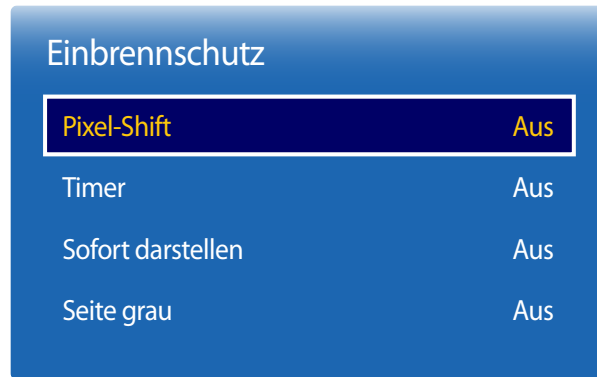 Einbrennschutz
Pixel-Shift Aus
Timer Aus
Sofort darstellen Aus
Seite grau Aus